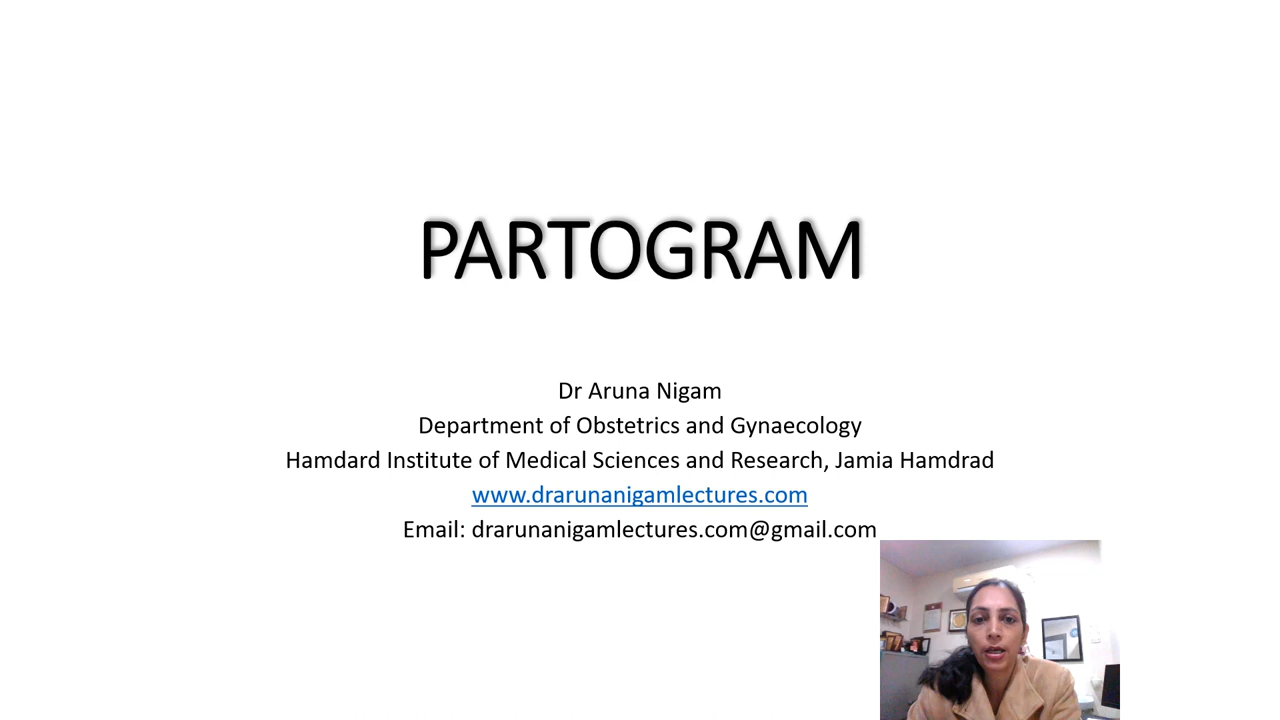 PARTOGRAM
Dr Aruna Nigam
Department of Obstetrics and Gynaecology
Hamdard Institute of Medical Sciences and Research, Jamia Hamdrad
www.drarunanigamlectures.com
Email: drarunanigamlectures.com@gmail.com